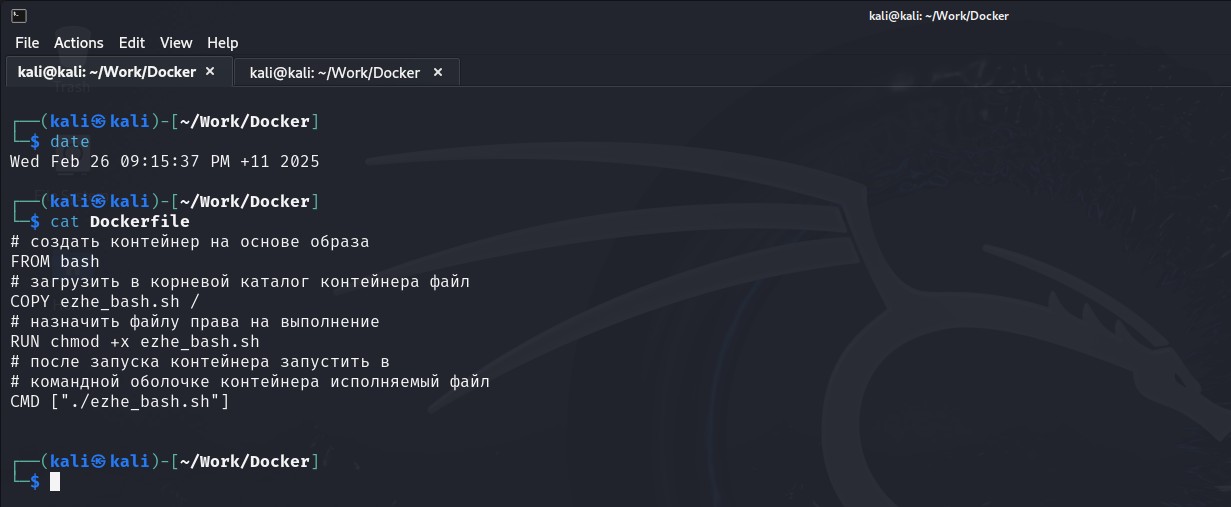 kali@kali: ~/Work/Docker
File Actions Edit View Help
kali@kali: ~/Work/Docker × kali@kali: ~/Work/Docker ×
┌──(kali㉿kali)-[~/Work/Docker]
└─$ date
Wed Feb 26 09:15:37 PM +11 2025
┌──(kali㉿kali)-[~/Work/Docker]
└─$ cat Dockerfile
# создать контейнер на основе образа
FROM bash
# загрузить в корневой каталог контейнера файл
COPY ezhe_bash.sh /
# назначить файлу права на выполнение
RUN chmod +x ezhe_bash.sh
# после запуска контейнера запустить в
# командной оболочке контейнера исполняемый файл
CMD ["./ezhe_bash.sh"]
┌──(kali㉿kali)-[~/Work/Docker]
└─$